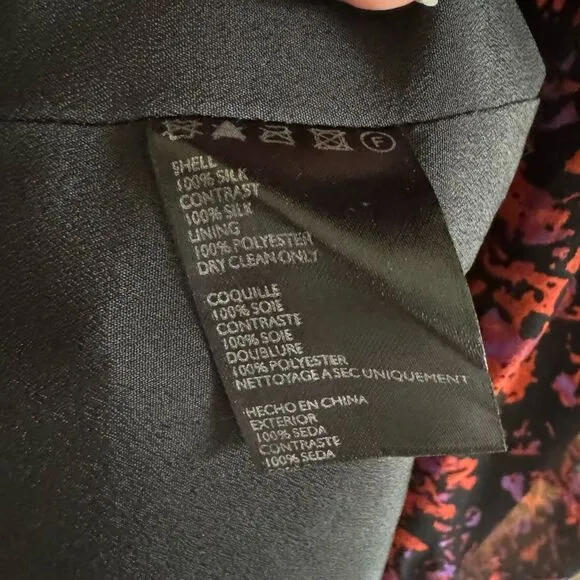 F
SHELL
100% SILK
CONTRAST
100% SILK
LINING
100% POLYESTER
DRY CLEAN ONLY
COQUILLE
100% SOIE
CONTRASTE
100% SOIE
DOUBLURE
100% POLYESTER
NETTOYAGE A SEC UNIQUEMENT
HECHO EN CHINA
EXTERIOR
100% SEDA
CONTRASTE
100% SEDA